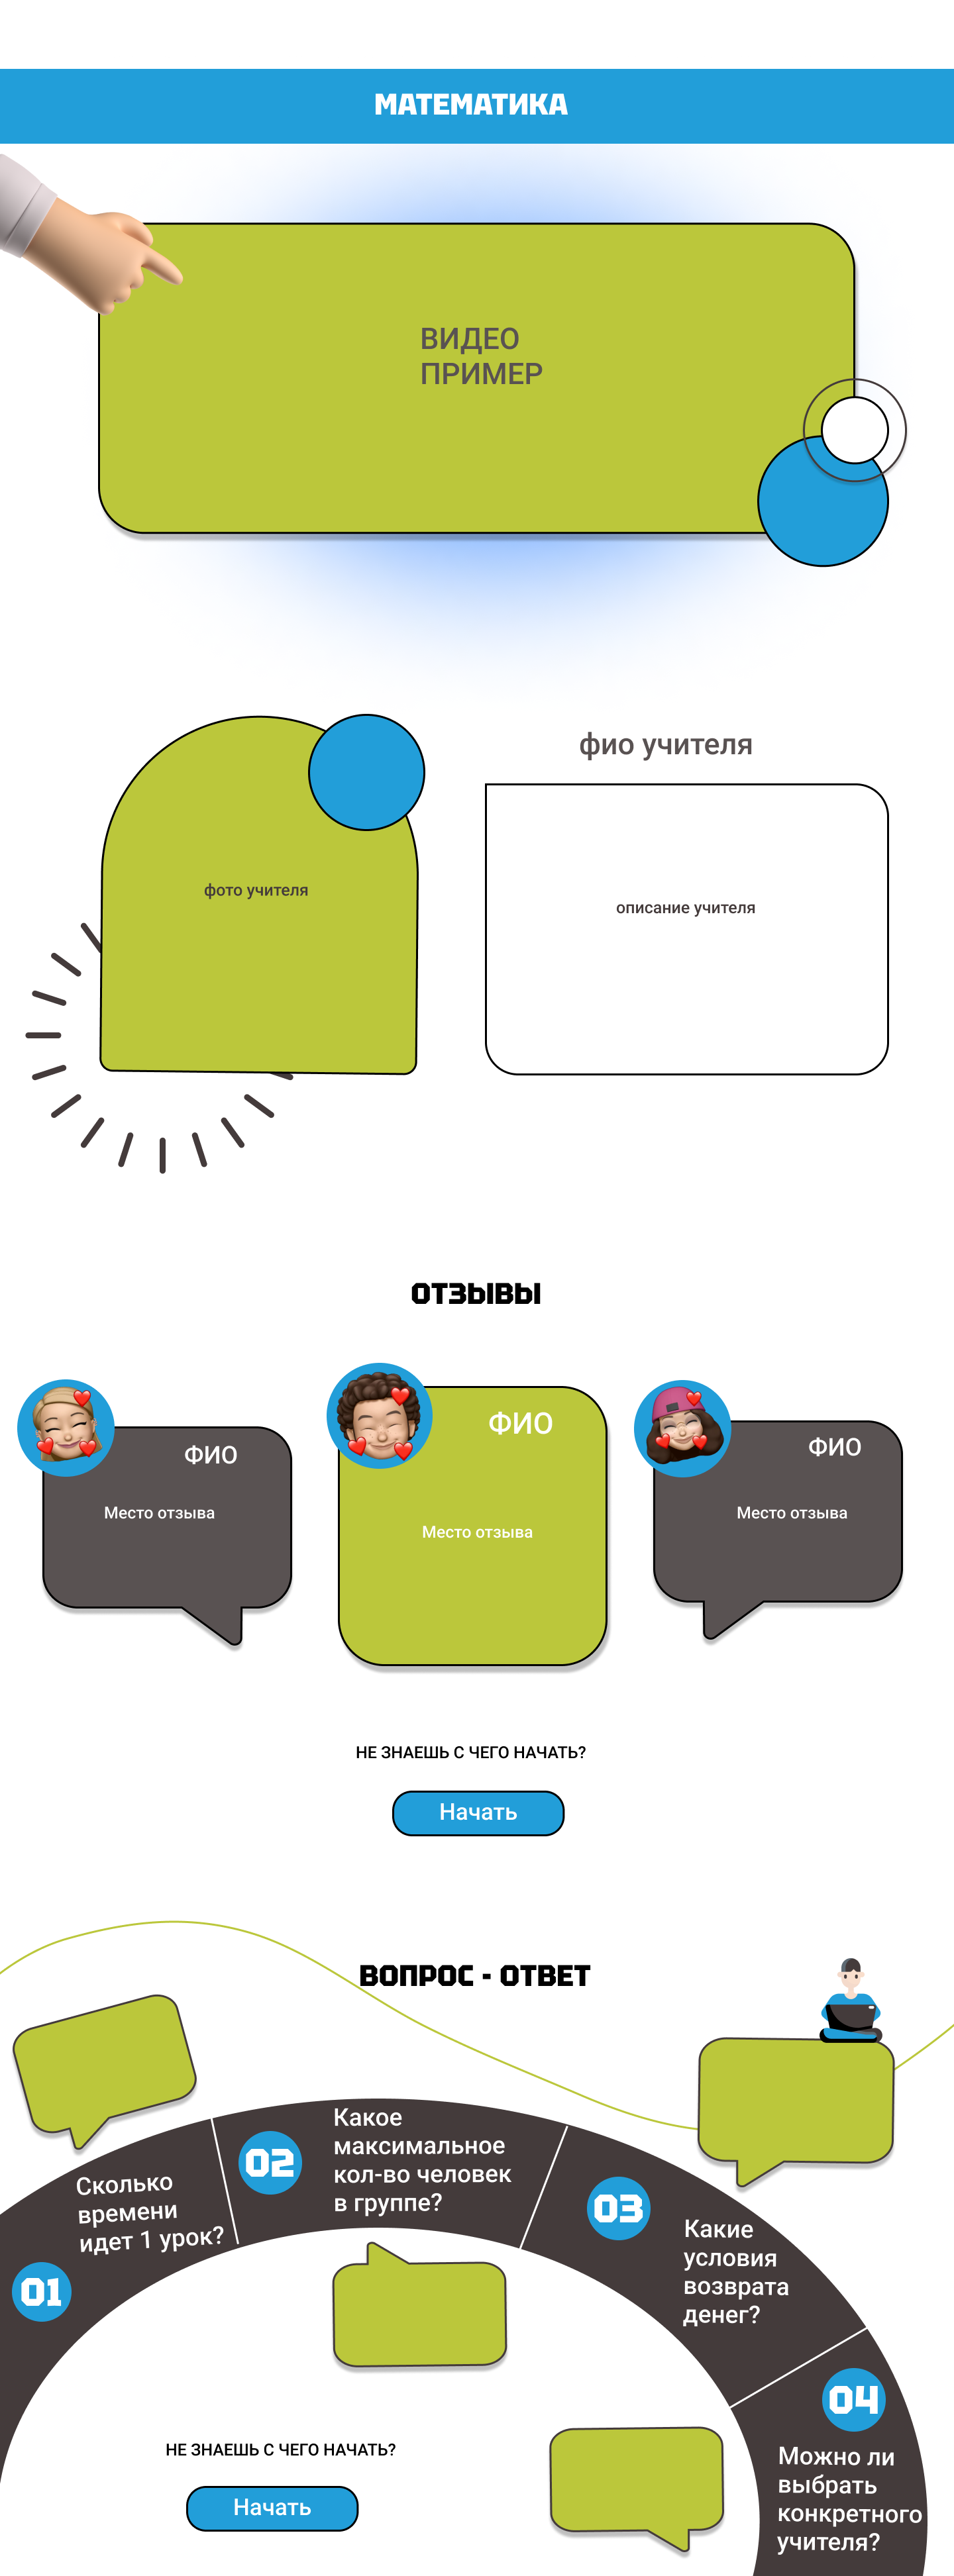 МАТЕМАТИКА
ВИДЕО
ПРИМЕР
фио учителя
фото учителя
описание учителя
ОТЗЫВЫ
ФИО
Место отзыва
ФИО
Место отзыва
ФИО
Место отзыва
НЕ ЗНАЕШЬ С ЧЕГО НАЧАТЬ?
Начать
ВОПРОС - ОТВЕТ
01
Сколько
времени
идет 1 урок?
02
Какое
максимальное
кол-во человек
в группе?
03
Какие
условия
возврата
денег?
04
Можно ли
выбрать
конкретного
учителя?
НЕ ЗНАЕШЬ С ЧЕГО НАЧАТЬ?
Начать